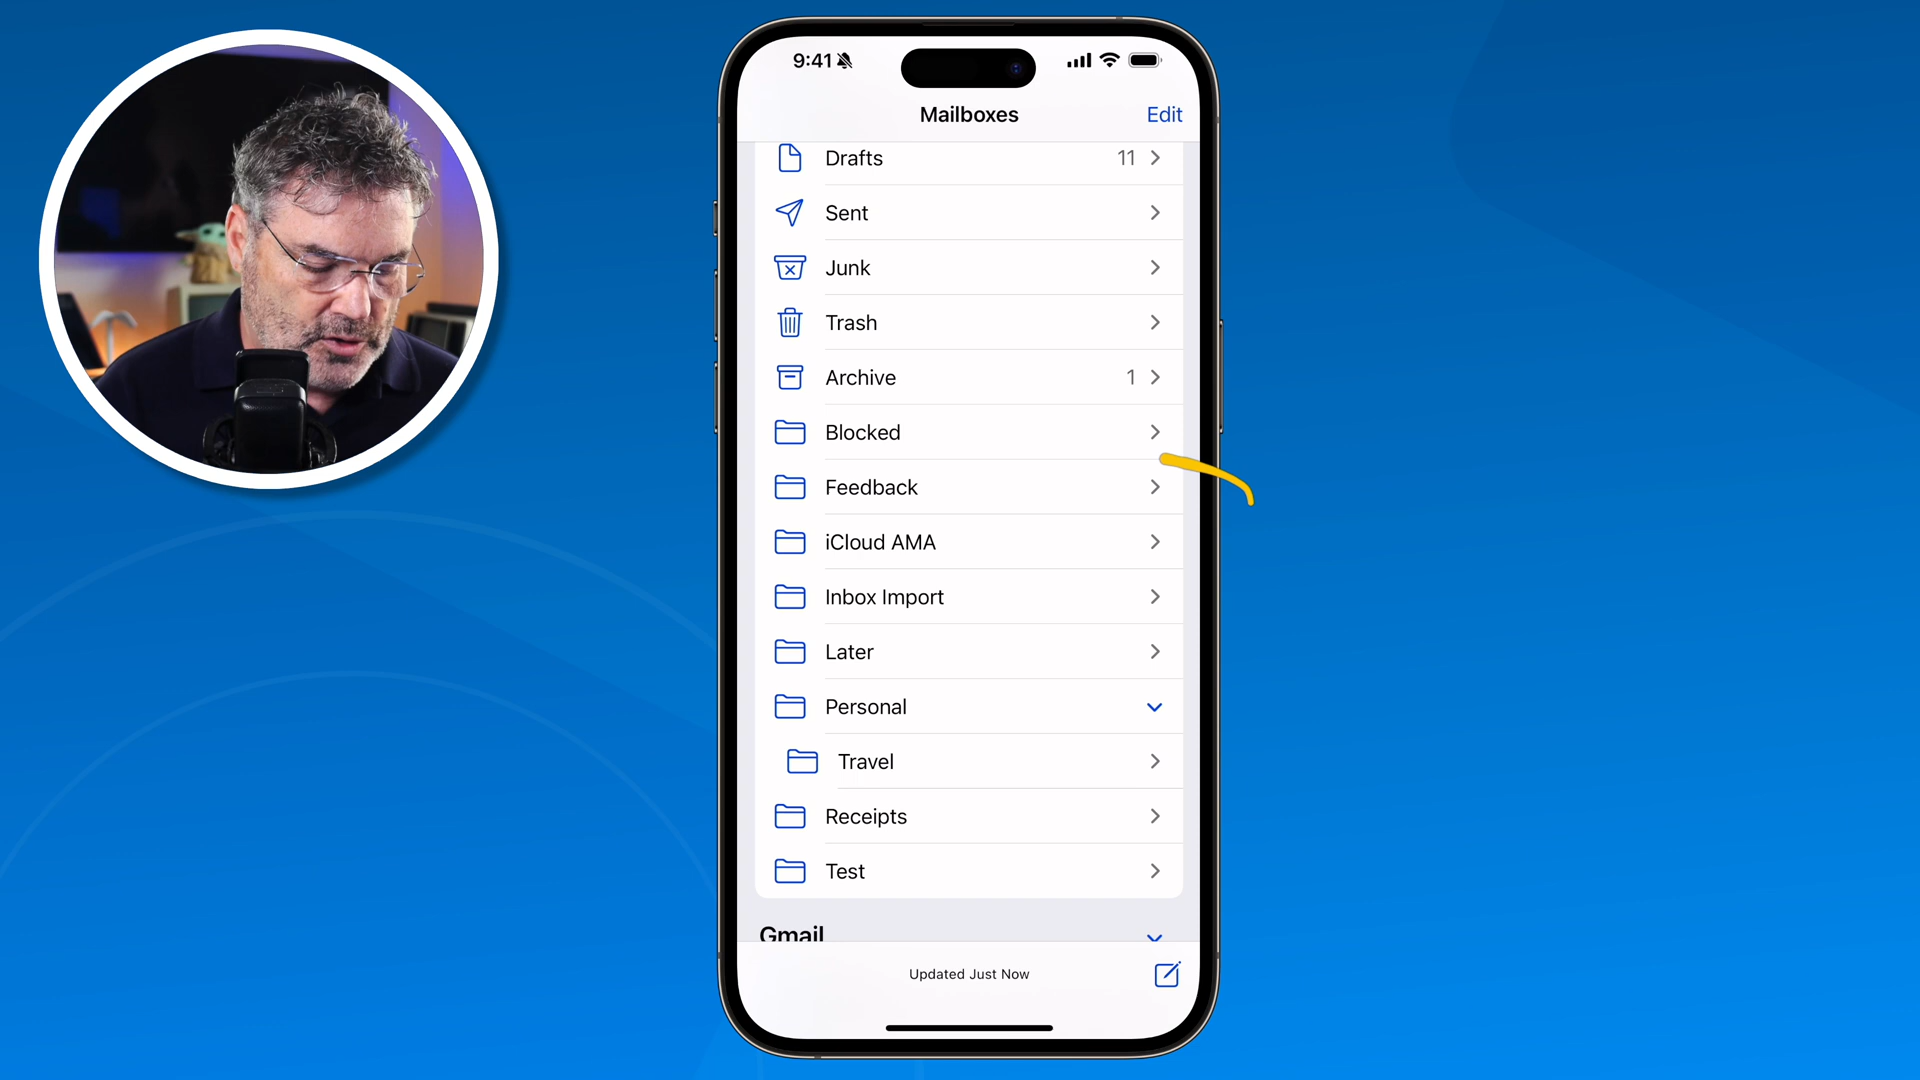 9:41
Mailboxes
Edit
Drafts 11
Sent
Junk
Trash
Archive 1
Blocked
Feedback
iCloud AMA
Inbox Import
Later
Personal
Travel
Receipts
Test
Gmail
Updated Just Now